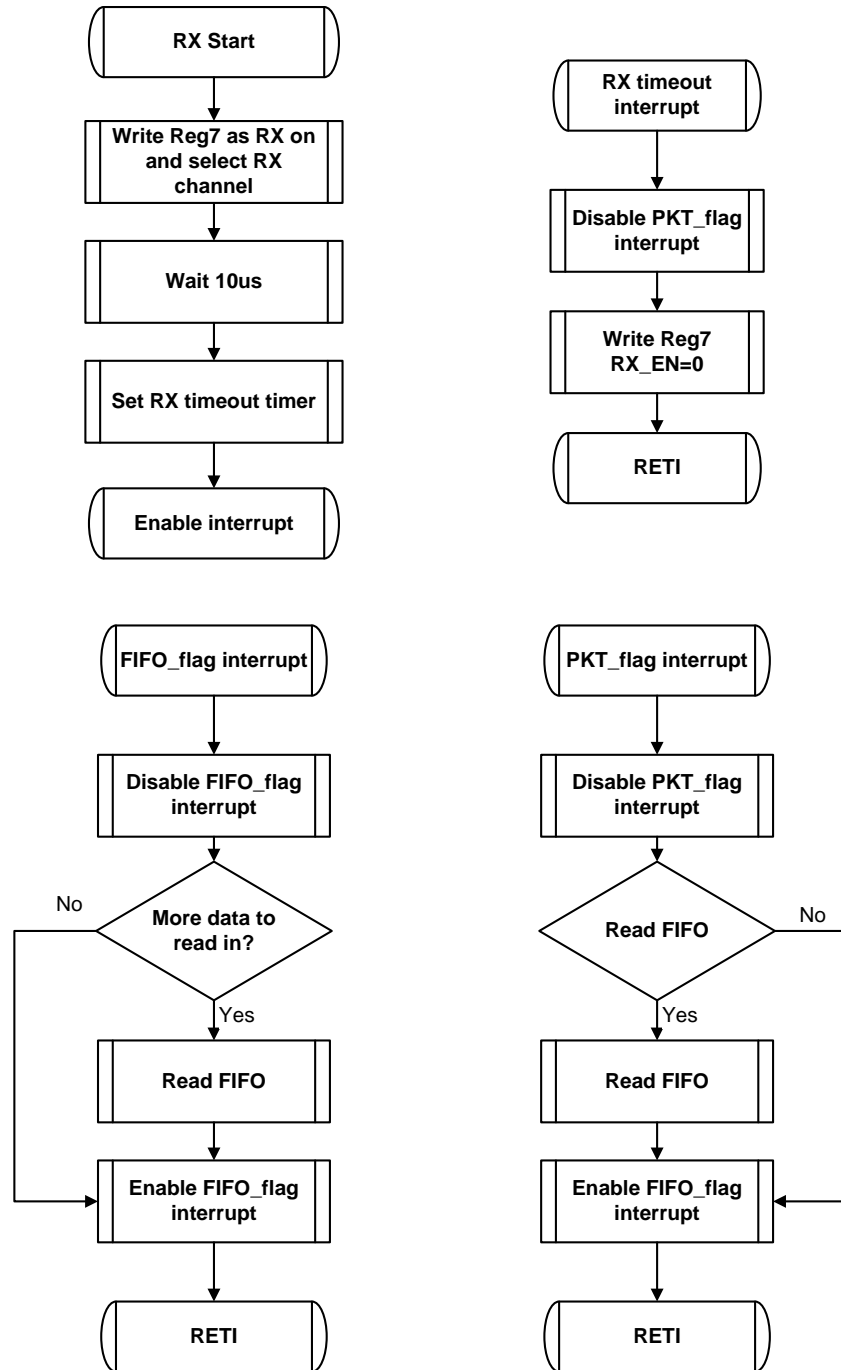 RX Start
Write Reg7 as RX on
and select RX
channel
Wait 10us
Set RX timeout timer
Enable interrupt
RX timeout
interrupt
Disable PKT_flag
interrupt
Write Reg7
RX_EN=0
RETI
FIFO_flag interrupt
Disable FIFO_flag
interrupt
More data to
read in?
No
Yes
Read FIFO
Enable FIFO_flag
interrupt
RETI
PKT_flag interrupt
Disable PKT_flag
interrupt
Read FIFO
No
Yes
Read FIFO
Enable FIFO_flag
interrupt
RETI